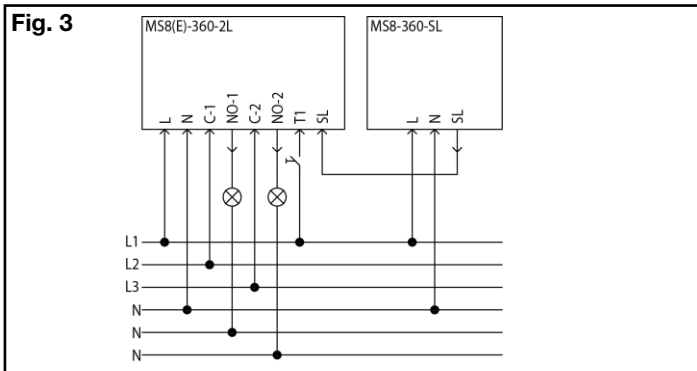 Fig. 3
MS8(E)-360-2L
MS8-360-SL
L
N
C-1
NO-1
C-2
NO-2
T1
SL
L
N
SL
L1
L2
L3
N
N
N